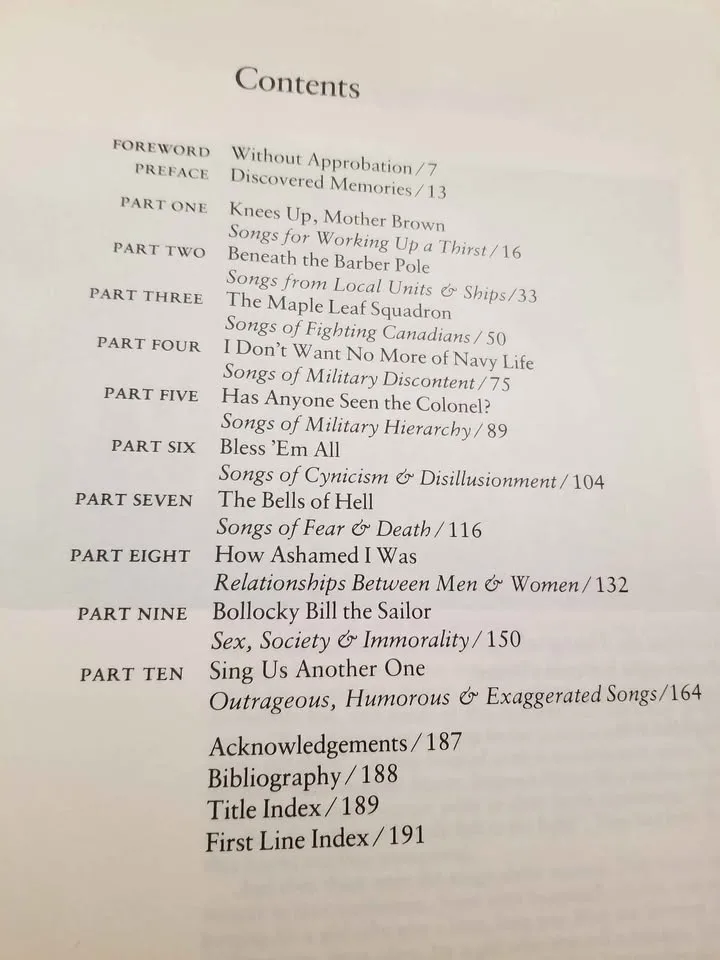 Contents
FOREWORD Without Approbation/7
PREFACE Discovered Memories/13
PART ONE Knees Up, Mother Brown
Songs for Working Up a Thirst/16
PART TWO Beneath the Barber Pole
Songs from Local Units & Ships/33
PART THREE The Maple Leaf Squadron
Songs of Fighting Canadians/50
PART FOUR I Don't Want No More of Navy Life
Songs of Military Discontent/75
PART FIVE Has Anyone Seen the Colonel?
Songs of Military Hierarchy/89
PART SIX Bless 'Em All
Songs of Cynicism & Disillusionment/104
PART SEVEN The Bells of Hell
Songs of Fear & Death/116
PART EIGHT How Ashamed I Was
Relationships Between Men & Women/132
PART NINE Bollocky Bill the Sailor
Sex, Society & Immorality/150
PART TEN Sing Us Another One
Outrageous, Humorous & Exaggerated Songs/164
Acknowledgements/187
Bibliography/188
Title Index/189
First Line Index/191